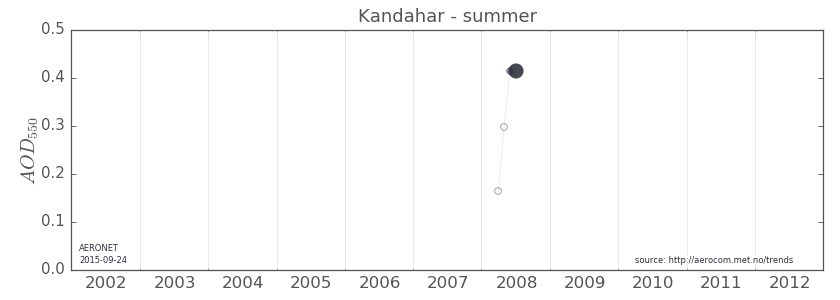 Kandahar - summer
0.5
0.4
0.3
0.2
0.1
0.0
AOD550
AERONET
2015-09-24
source: http://aerocom.met.no/trends
2002 2003 2004 2005 2006 2007 2008 2009 2010 2011 2012